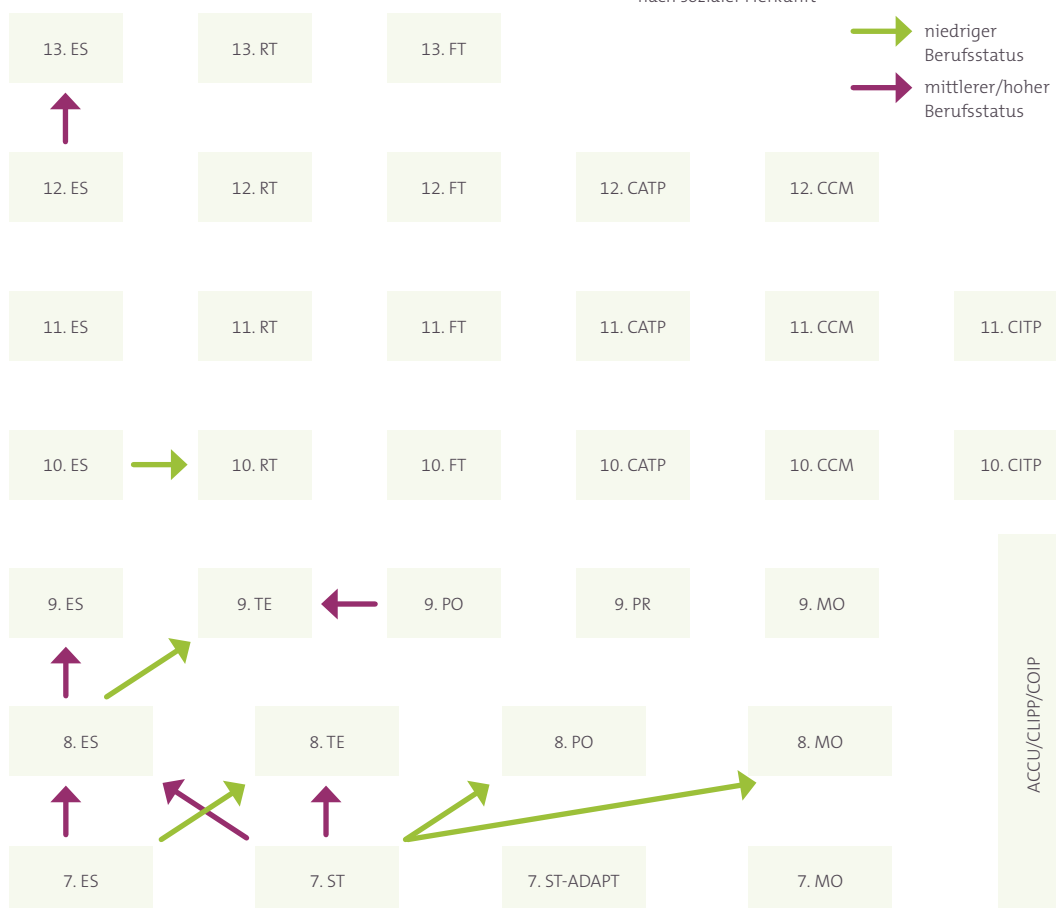 nach sozialer Herkunft
niedriger
Berufsstatus
mittlerer/hoher
Berufsstatus
13. ES
13. RT
13. FT
12. ES
12. RT
12. FT
12. CATP
12. CCM
11. ES
11. RT
11. FT
11. CATP
11. CCM
11. CITP
10. ES
10. RT
10. FT
10. CATP
10. CCM
10. CITP
9. ES
9. TE
9. PO
9. PR
9. MO
8. ES
8. TE
8. PO
8. MO
ACCU/CLIPP/COIP
7. ES
7. ST
7. ST-ADAPT
7. MO